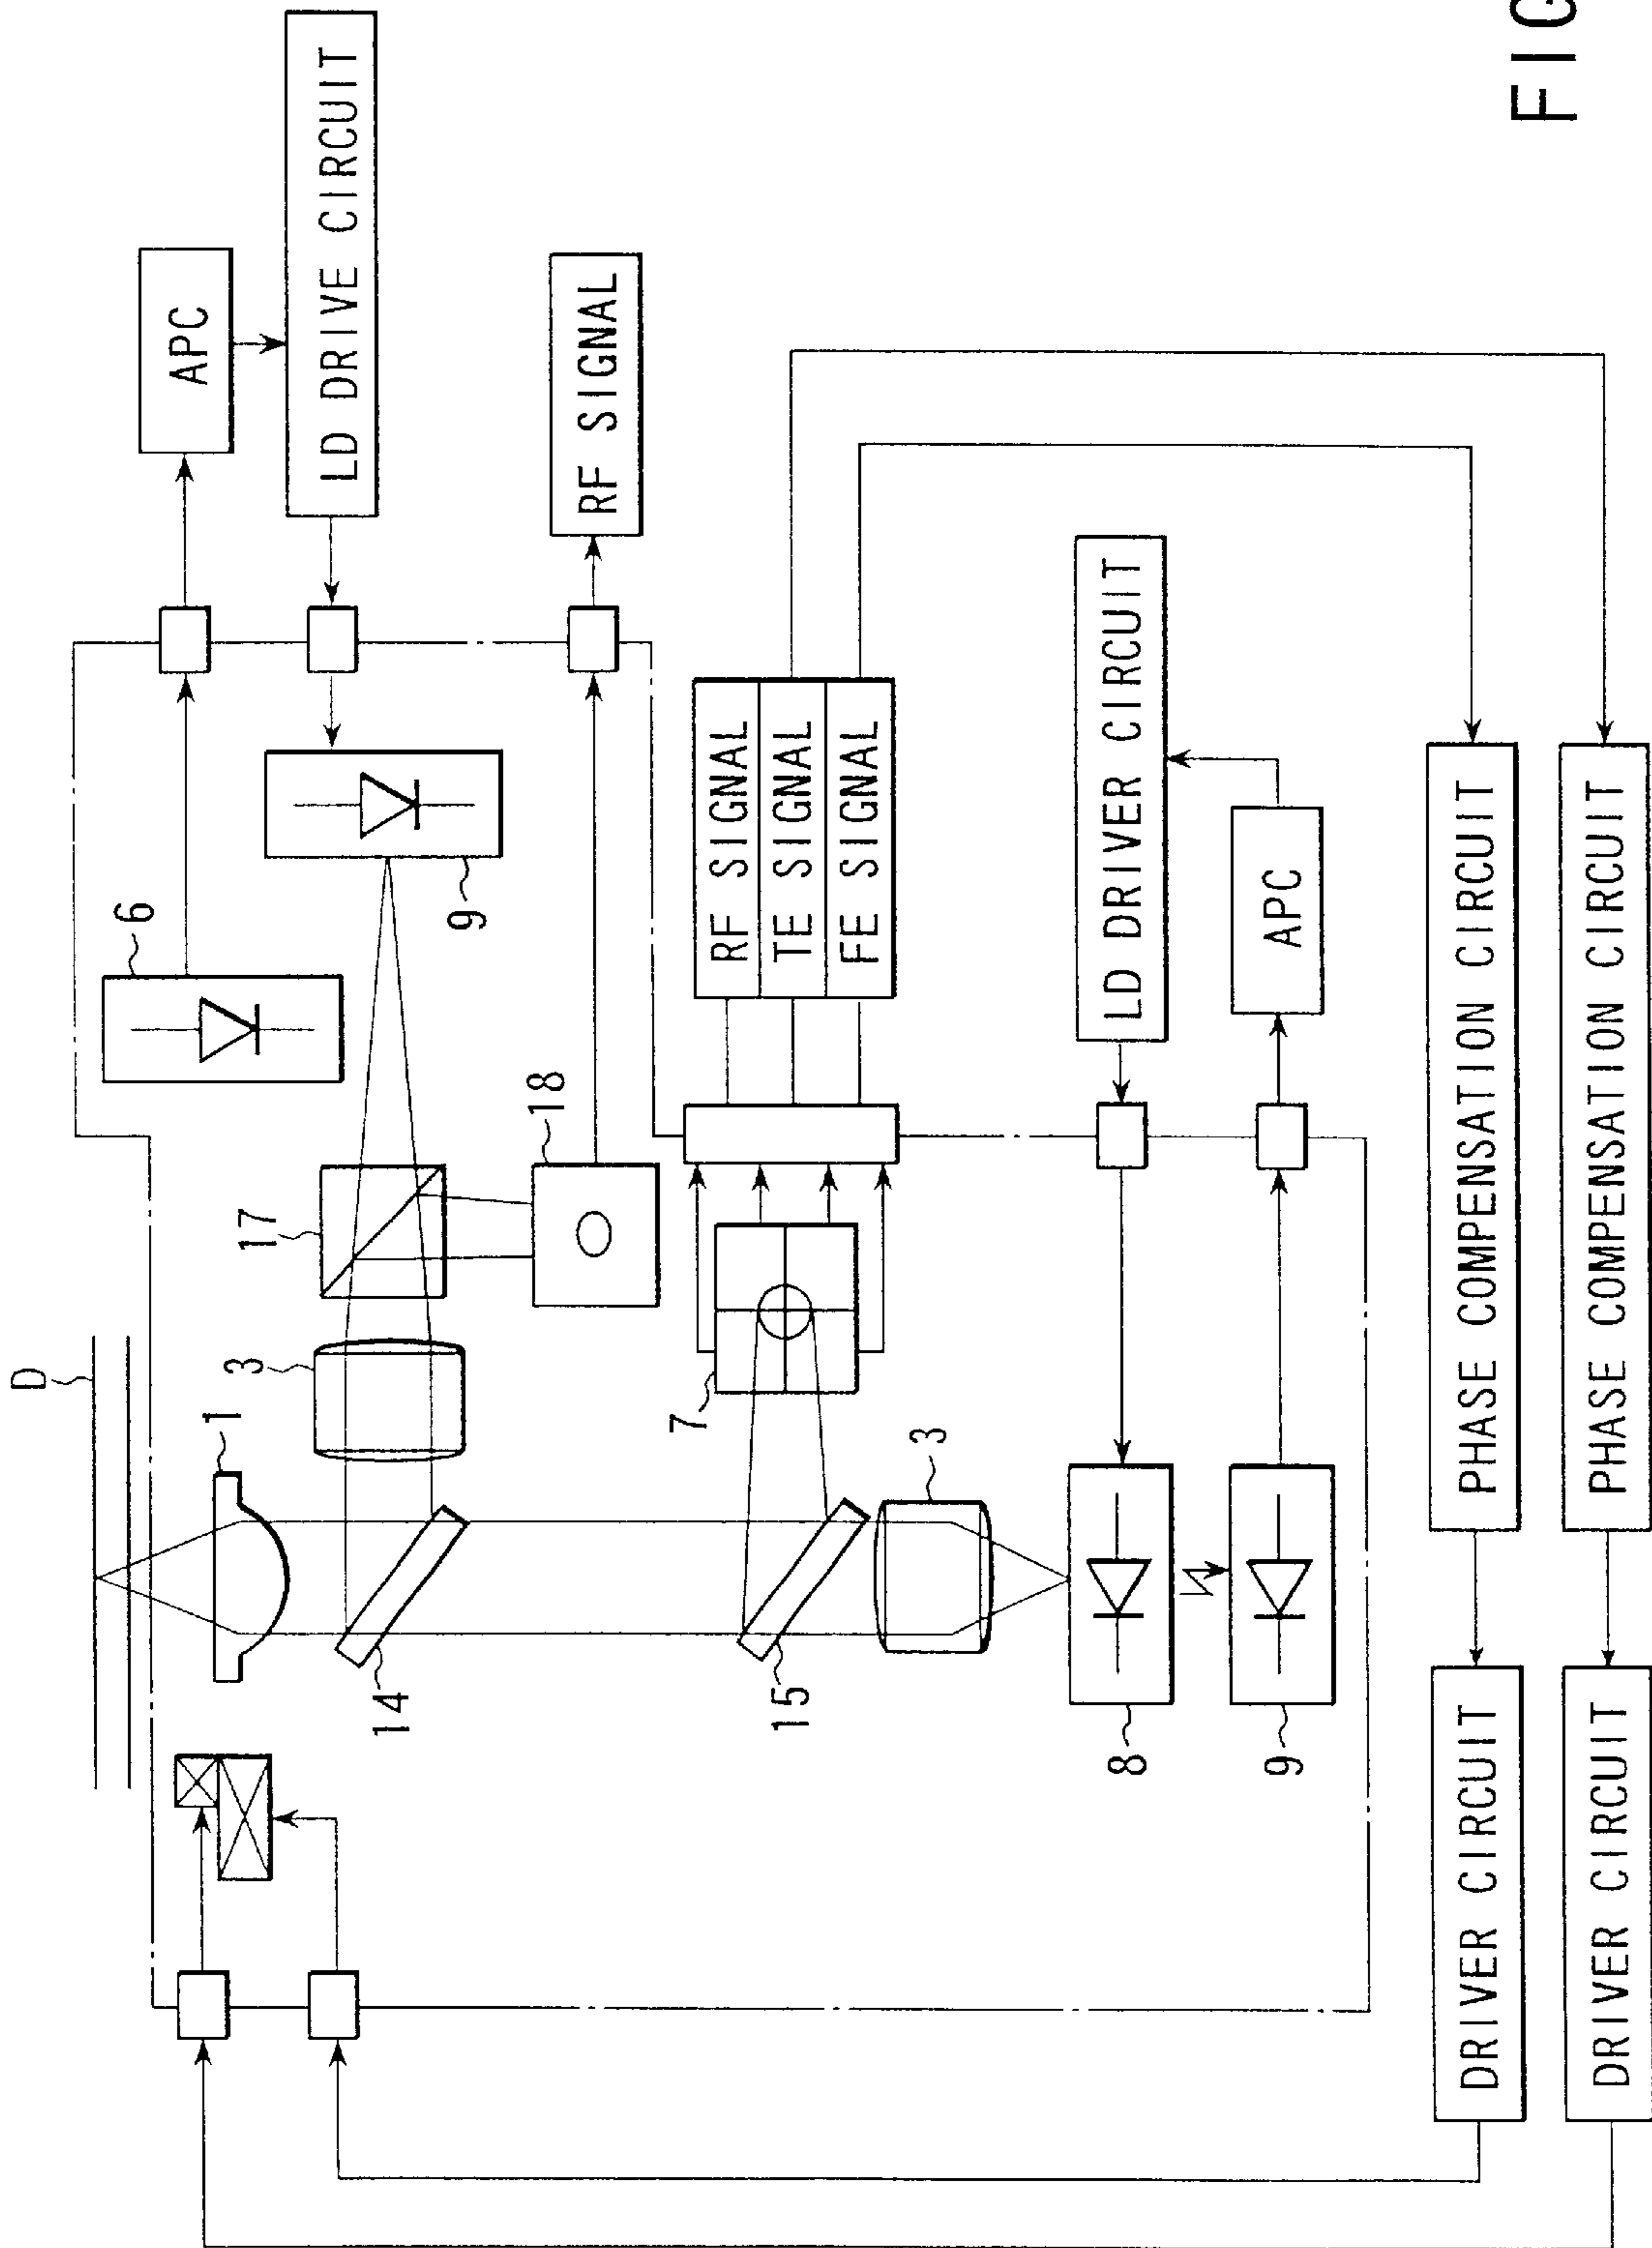 D
1
3
17
18
6
9
APC
LD DRIVE CIRCUIT
RF SIGNAL
14
7
RF SIGNAL
TE SIGNAL
FE SIGNAL
15
3
8
9
LD DRIVER CIRCUIT
APC
DRIVER CIRCUIT
PHASE COMPENSATION CIRCUIT
DRIVER CIRCUIT
PHASE COMPENSATION CIRCUIT
FIG